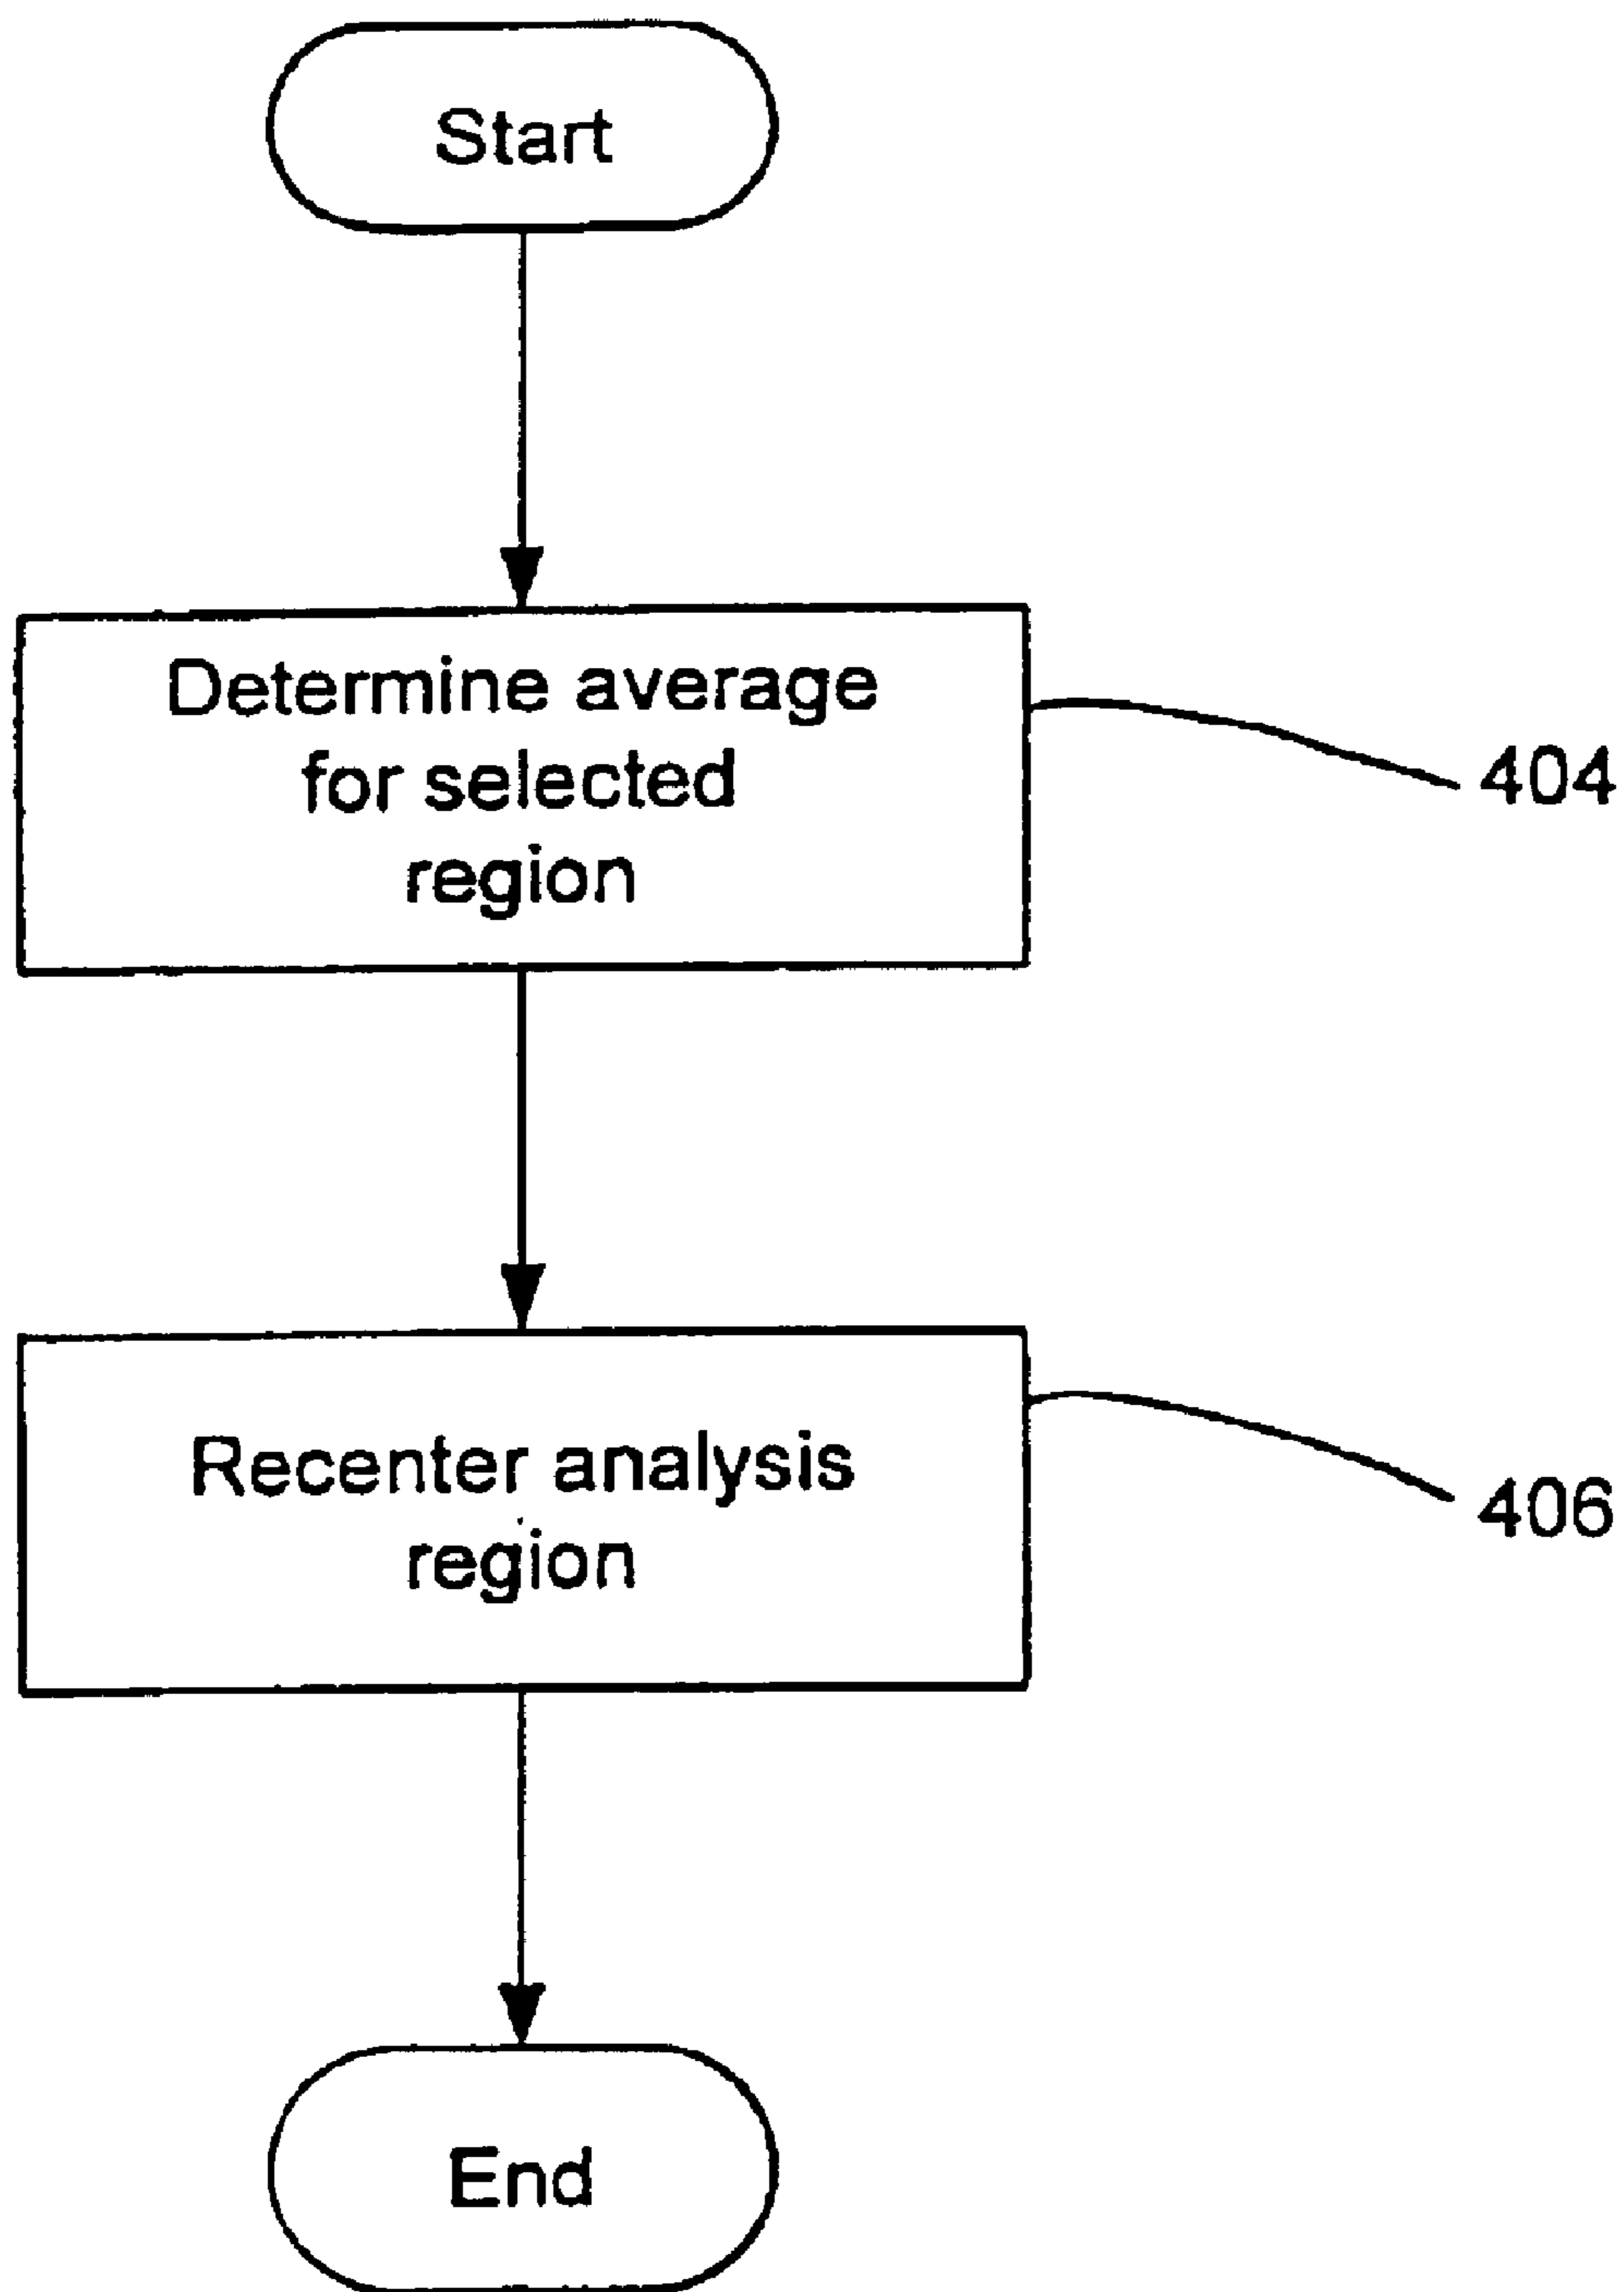 Start
Determine average
for selected
region
404
Recenter analysis
region
406
End